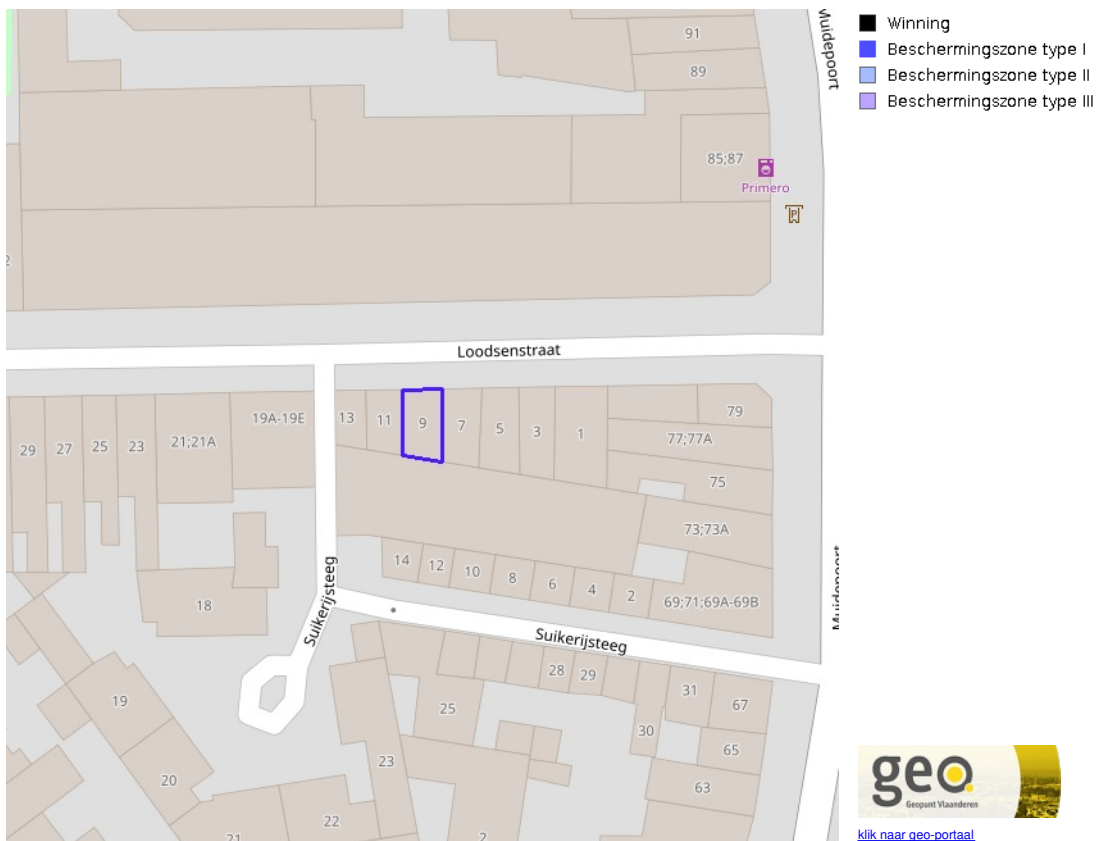 Muidepoort
91
89
85;87
Primero
P
2
Loodsenstraat
29
27
25
23
21;21A
19A-19E
13
11
9
7
5
3
1
79
77;77A
75
73;73A
69;71;69A-69B
14
12
10
8
6
4
2
18
Suikerijsteeg
Suikerijsteeg
Muidepoort
28
29
31
67
30
65
63
25
23
19
20
21
22
2
Winning
Beschermingszone type I
Beschermingszone type II
Beschermingszone type III
geo
Geopunt Vlaanderen
klik naar geo-portaal